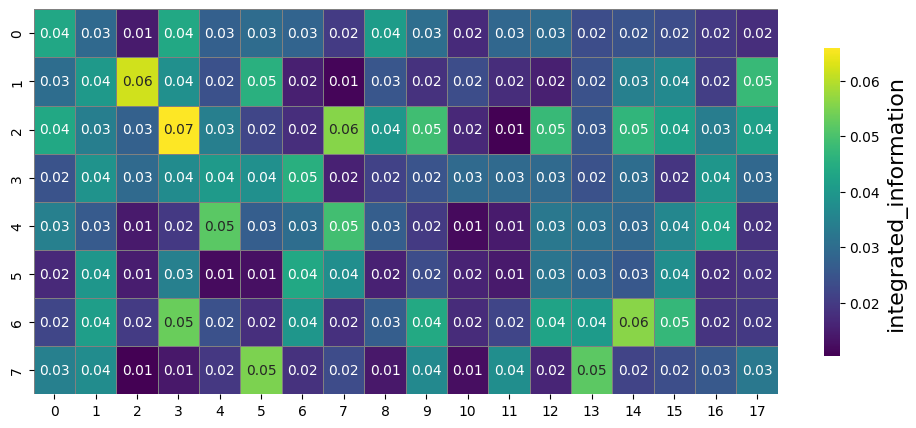 0 0.04 0.03 0.01 0.04 0.03 0.03 0.03 0.02 0.04 0.03 0.02 0.03 0.03 0.02 0.02 0.02 0.02 0.02
1 0.03 0.04 0.06 0.04 0.02 0.05 0.02 0.01 0.03 0.02 0.02 0.02 0.02 0.02 0.03 0.04 0.02 0.05
2 0.04 0.03 0.03 0.07 0.03 0.02 0.02 0.06 0.04 0.05 0.02 0.01 0.05 0.03 0.05 0.04 0.03 0.04
3 0.02 0.04 0.03 0.04 0.04 0.04 0.05 0.02 0.02 0.02 0.03 0.03 0.03 0.02 0.03 0.02 0.04 0.03
4 0.03 0.03 0.01 0.02 0.05 0.03 0.03 0.05 0.03 0.02 0.01 0.01 0.03 0.03 0.03 0.04 0.04 0.02
5 0.02 0.04 0.01 0.03 0.01 0.01 0.04 0.04 0.02 0.02 0.02 0.01 0.03 0.03 0.03 0.04 0.02 0.02
6 0.02 0.04 0.02 0.05 0.02 0.02 0.04 0.02 0.03 0.04 0.02 0.02 0.04 0.04 0.06 0.05 0.02 0.02
7 0.03 0.04 0.01 0.01 0.02 0.05 0.02 0.02 0.01 0.04 0.01 0.04 0.02 0.05 0.02 0.02 0.03 0.03
0 1 2 3 4 5 6 7 8 9 10 11 12 13 14 15 16 17
0.06
0.05
0.04
0.03
0.02
integrated_information